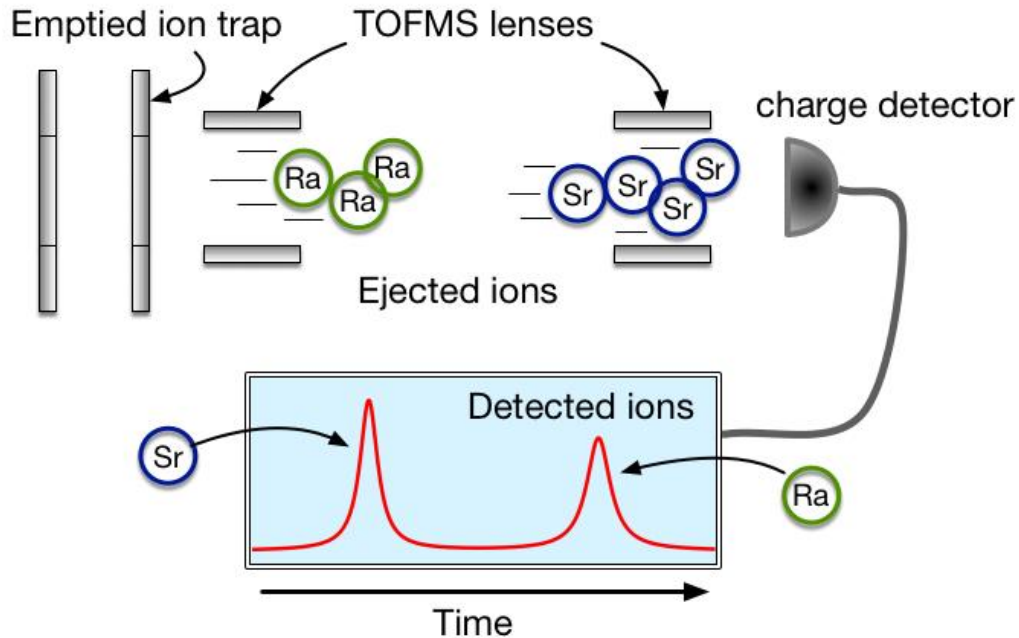 Emptied ion trap
TOFMS lenses
charge detector
Ra
Ra
Ra
Sr
Sr
Sr
Sr
Ejected ions
Detected ions
Sr
Ra
Time